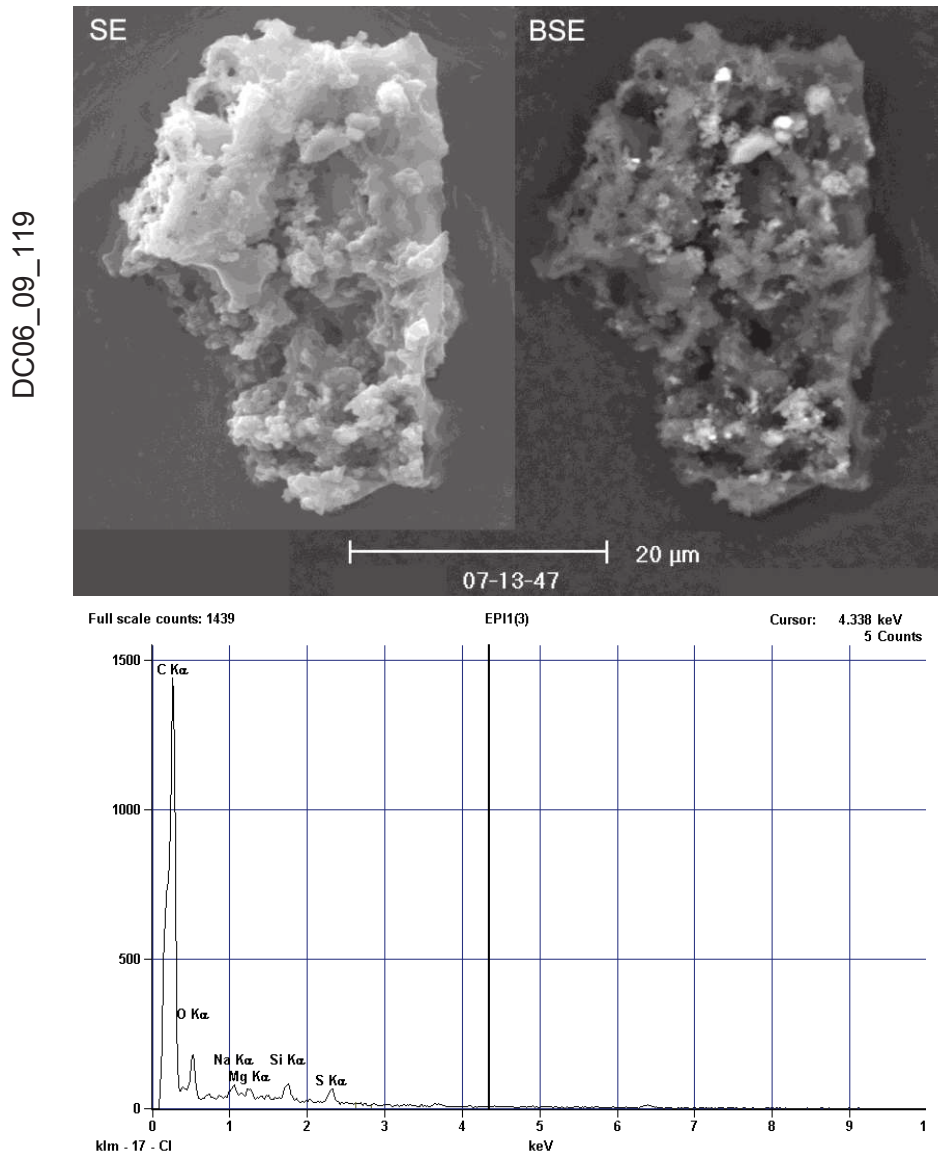 SE
BSE
DC06_09_119
20 µm
07-13-47
Full scale counts: 1439
EPI1(3)
Cursor: 4.338 keV
5 Counts
1500
C Kα
1000
500
O Kα
Na Kα
Si Kα
Mg Kα
S Kα
0
0 1 2 3 4 5 6 7 8 9 1
klm - 17 - Cl
keV